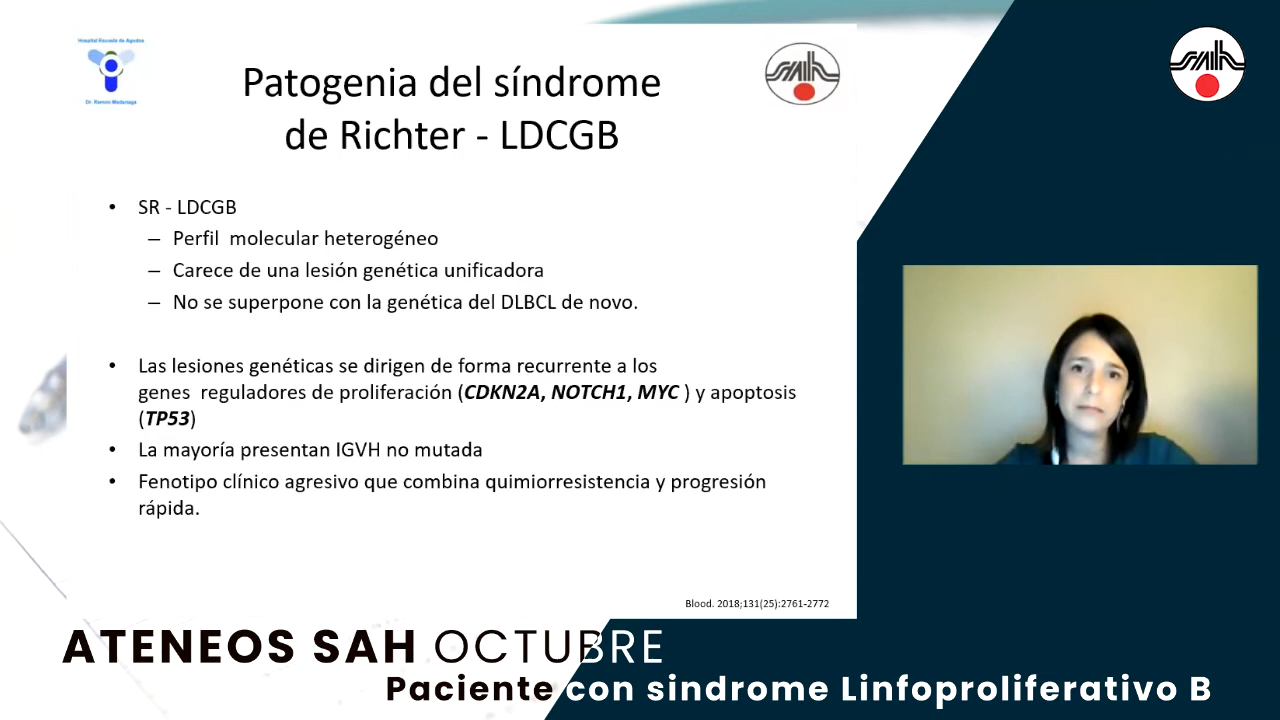 Hospital Escuela de Agudos
Dr. Ramón Madariaga
Patogenia del síndrome
de Richter - LDCGB
• SR - LDCGB
– Perfil molecular heterogéneo
– Carece de una lesión genética unificadora
– No se superpone con la genética del DLBCL de novo.
• Las lesiones genéticas se dirigen de forma recurrente a los
genes reguladores de proliferación (CDKN2A, NOTCH1, MYC ) y apoptosis
(TP53)
• La mayoría presentan IGVH no mutada
• Fenotipo clínico agresivo que combina quimiorresistencia y progresión
rápida.
Blood. 2018;131(25):2761-2772
ATENEOS SAH OCTUBRE
Paciente con sindrome Linfoproliferativo B